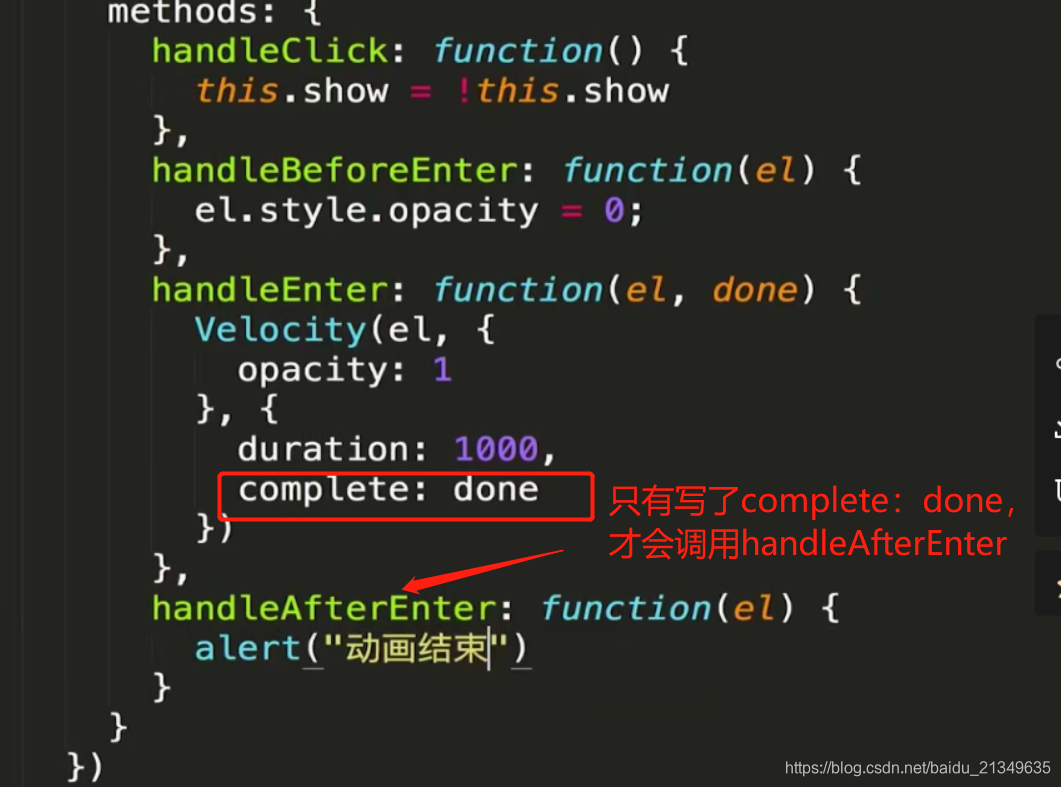 methods: {
handleClick: function() {
this.show = !this.show
},
handleBeforeEnter: function(el) {
el.style.opacity = 0;
},
handleEnter: function(el, done) {
Velocity(el, {
opacity: 1
}, {
duration: 1000,
complete: done
})
},
handleAfterEnter: function(el) {
alert("动画结束")
}
}
})
只有写了complete：done，
才会调用handleAfterEnter
https://blog.csdn.net/baidu_21349635